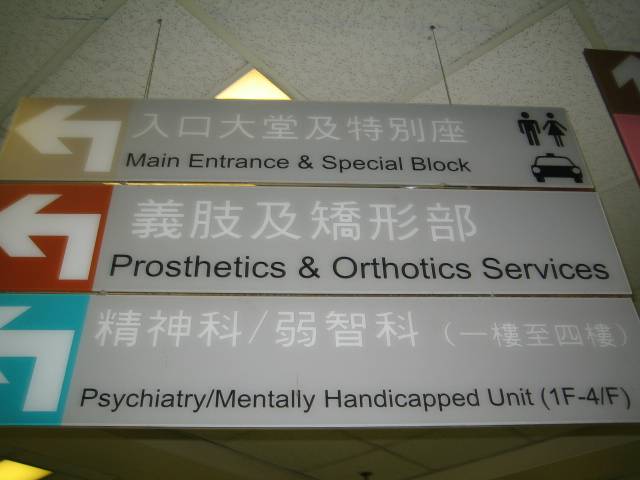 入口大堂及特別座
Main Entrance & Special Block
義肢及矯形部
Prosthetics & Orthotics Services
精神科/弱智科 (一樓至四樓)
Psychiatry/Mentally Handicapped Unit (1F-4/F)